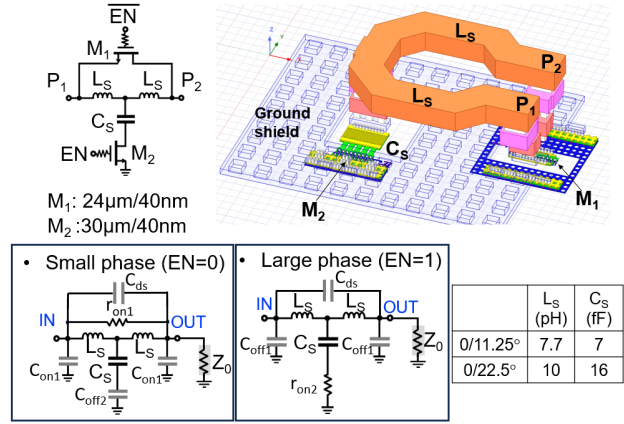 EN
M1
P1
LS
LS
P2
CS
EN
M2
M1: 24μm/40nm
M2 :30μm/40nm
z
Y
X
LS
P2
LS
P1
Ground
shield
CS
M2
M1
• Small phase (EN=0)
Cds
ron1
IN
OUT
LS
LS
Con1
CS
Con1
Z0
Coff2
• Large phase (EN=1)
Cds
IN
LS
LS
OUT
Coff1
CS
Coff1
Z0
ron2
LS
(pH)
CS
(fF)
0/11.25° 7.7 7
0/22.5° 10 16